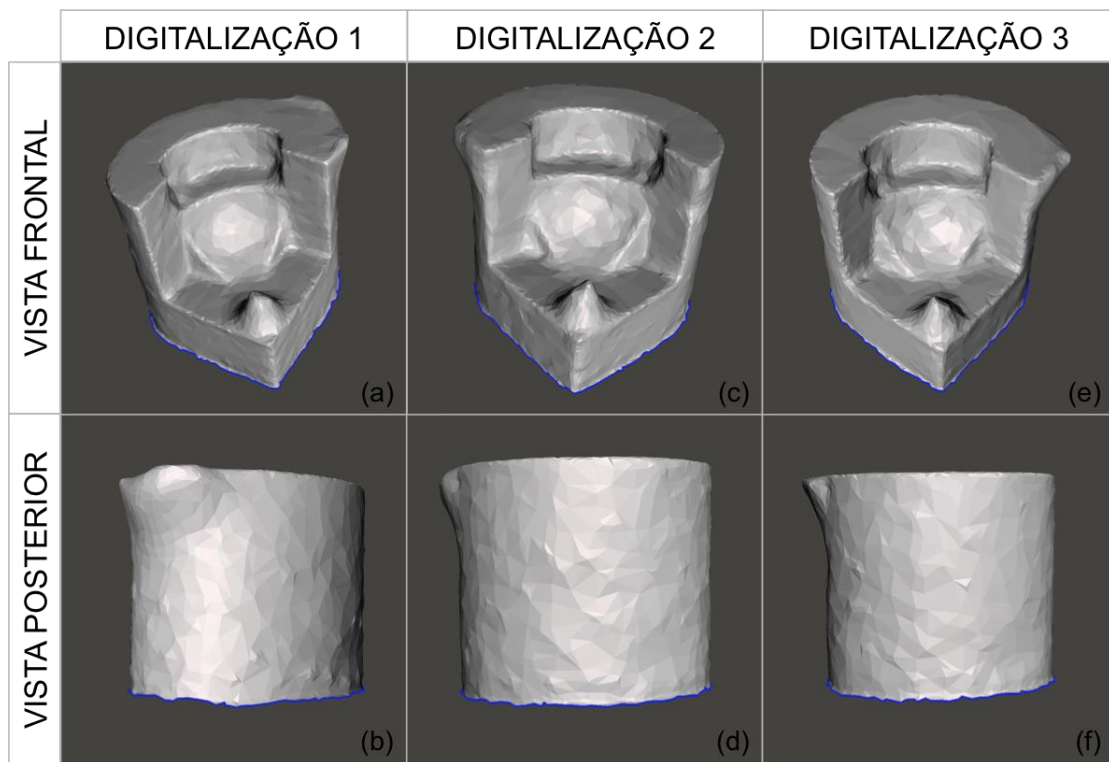 DIGITALIZAÇÃO 1
DIGITALIZAÇÃO 2
DIGITALIZAÇÃO 3
VISTA FRONTAL
(a)
(c)
(e)
VISTA POSTERIOR
(b)
(d)
(f)